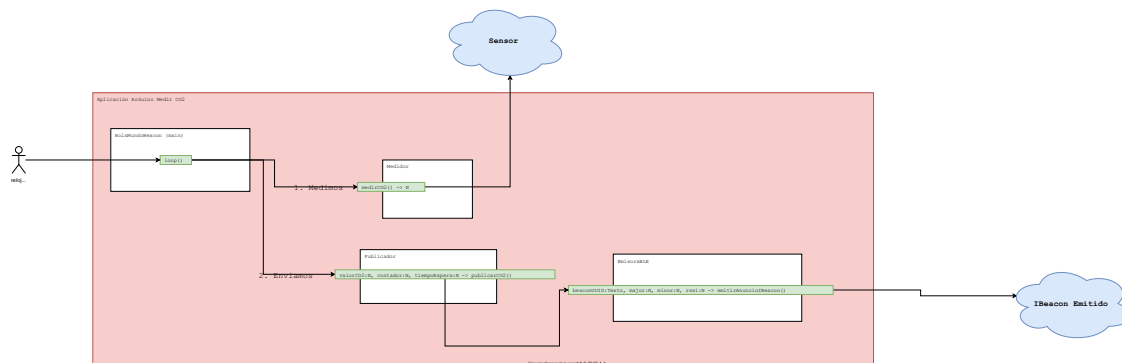 Sensor
Aplicación Arduino Medir CO2
HolaMundoBeacon (main)
loop()
reloj...
Medidor
medirCO2() -> N
1. Medimos
Publicador
valorCO2:N, contador:N, tiempoEspera:N -> publicarCO2()
2. Enviamos
EmisoraBLE
beaconUUID:Texto, major:N, minor:N, rssi:N -> emitirAnuncioIBeacon()
IBeacon Emitido